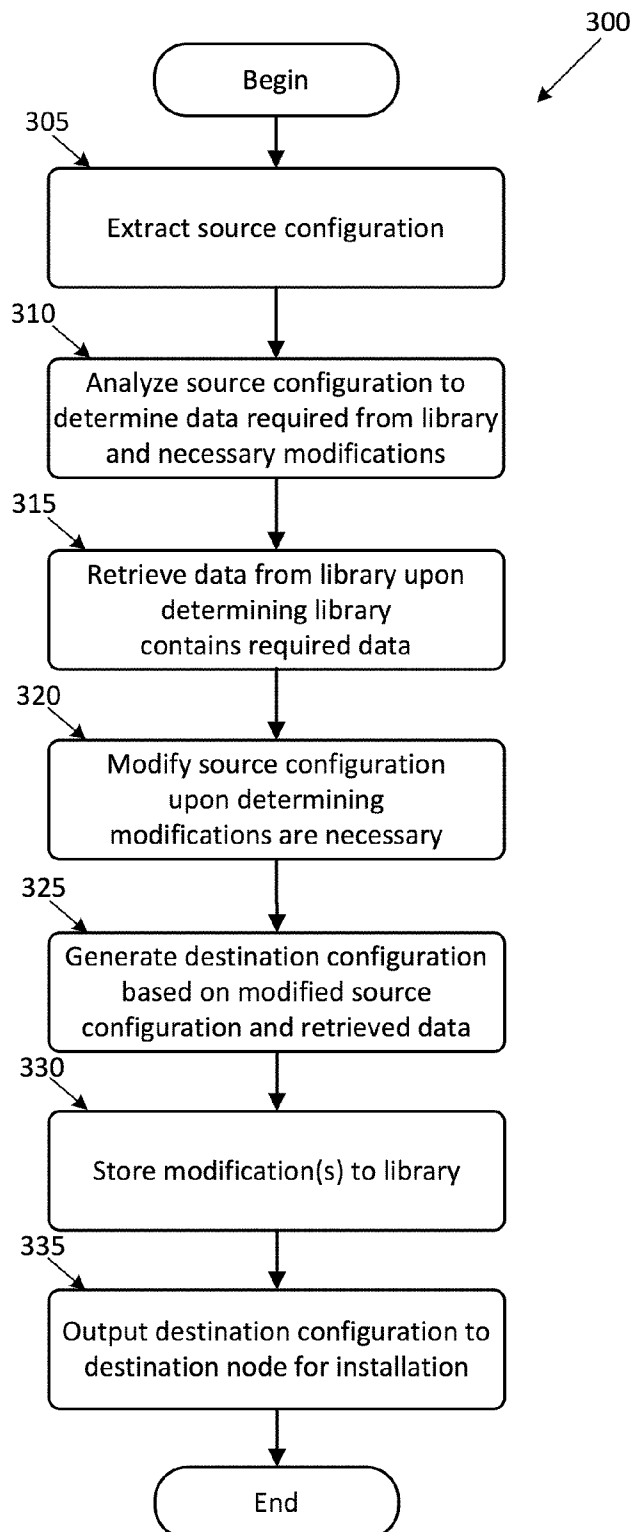 300
Begin
305
Extract source configuration
310
Analyze source configuration to
determine data required from library
and necessary modifications
315
Retrieve data from library upon
determining library
contains required data
320
Modify source configuration
upon determining
modifications are necessary
325
Generate destination configuration
based on modified source
configuration and retrieved data
330
Store modification(s) to library
335
Output destination configuration to
destination node for installation
End